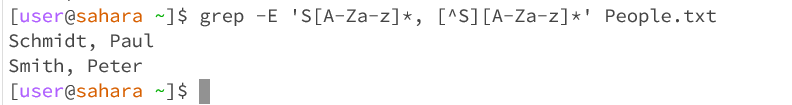 [user@sahara ~]$ grep -E 'S[A-Za-z]*, [^S][A-Za-z]*' People.txt
Schmidt, Paul
Smith, Peter
[user@sahara ~]$